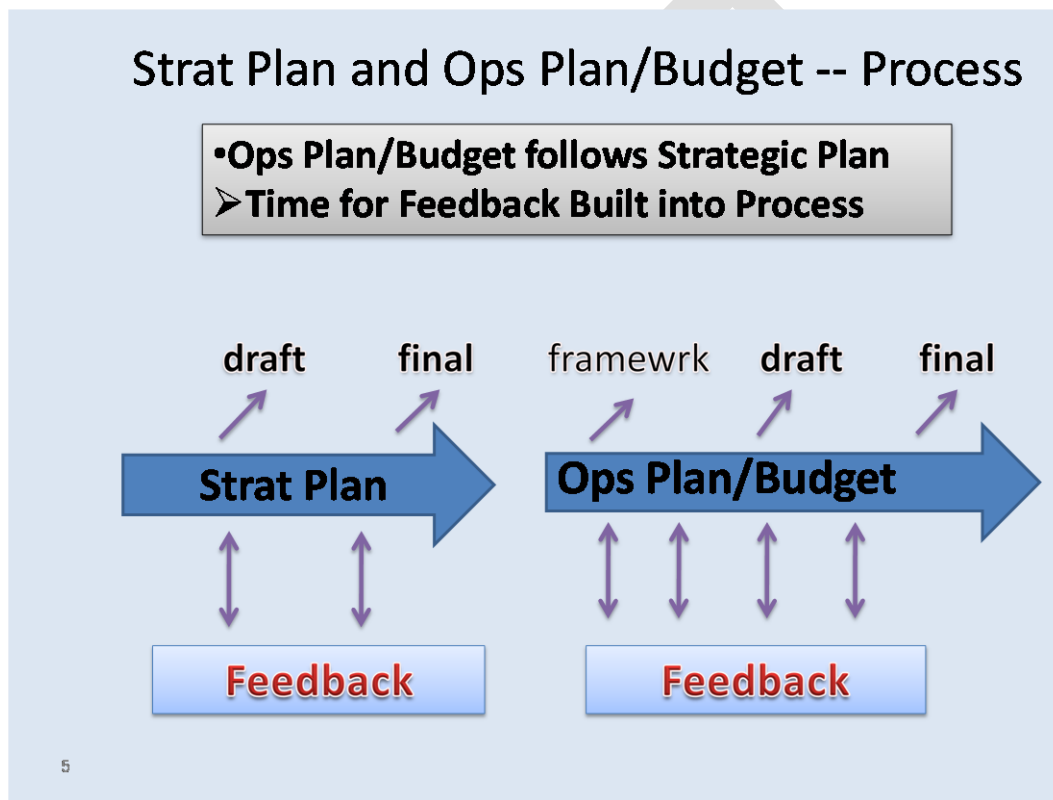 Strat Plan and Ops Plan/Budget -- Process
•Ops Plan/Budget follows Strategic Plan
➢Time for Feedback Built into Process
draft final framewrk draft final
Strat Plan Ops Plan/Budget
Feedback Feedback
5